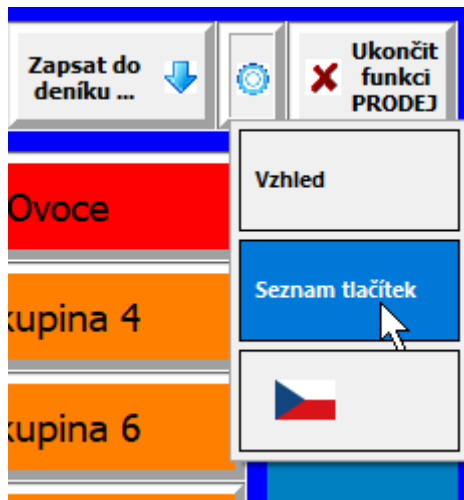 Zapsat do
deníku ...
Ukončit
funkci
PRODEJ
Vzhled
Ovoce
Seznam tlačítek
kupina 4
kupina 6